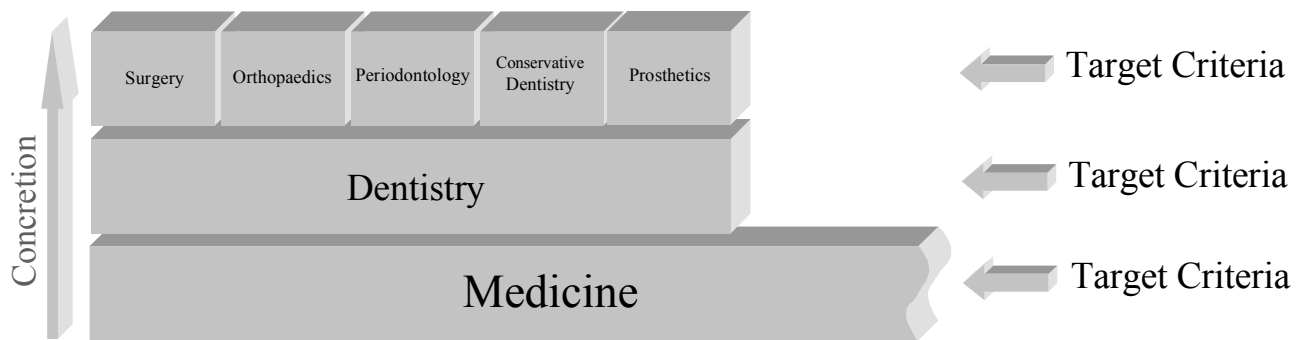 Surgery
Orthopaedics
Periodontology
Conservative
Dentistry
Prosthetics
Target Criteria
Dentistry
Target Criteria
Medicine
Target Criteria
Concretion